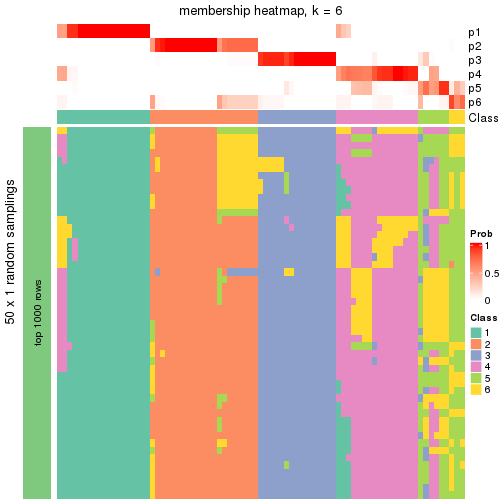 membership heatmap, k = 6
p1
p2
p3
p4
p5
p6
Class
50 x 1 random samplings
top 1000 rows
Prob
1
0.5
0
Class
1
2
3
4
5
6